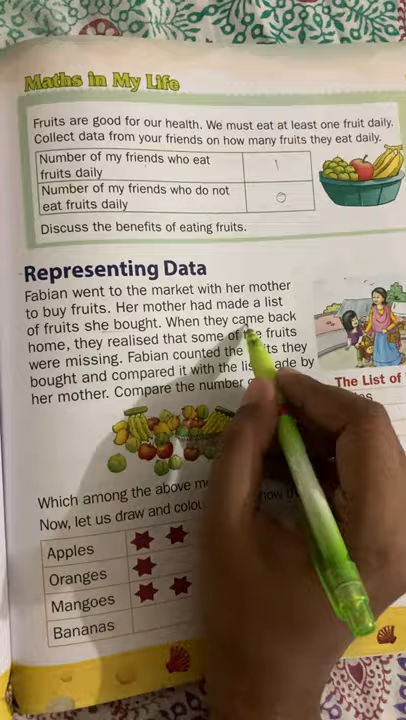 Maths in My Life
Fruits are good for our health. We must eat at least one fruit daily.
Collect data from your friends on how many fruits they eat daily.
Number of my friends who eat
fruits daily
1
Number of my friends who do not
eat fruits daily
0
Discuss the benefits of eating fruits.
Representing Data
Fabian went to the market with her mother
to buy fruits. Her mother had made a list
of fruits she bought. When they came back
home, they realised that some of the fruits
were missing. Fabian counted the they
bought and compared it with the by
her mother. Compare the number
The List of
Which among the above
Now, let us draw and
Apples
Oranges
Mangoes
Bananas